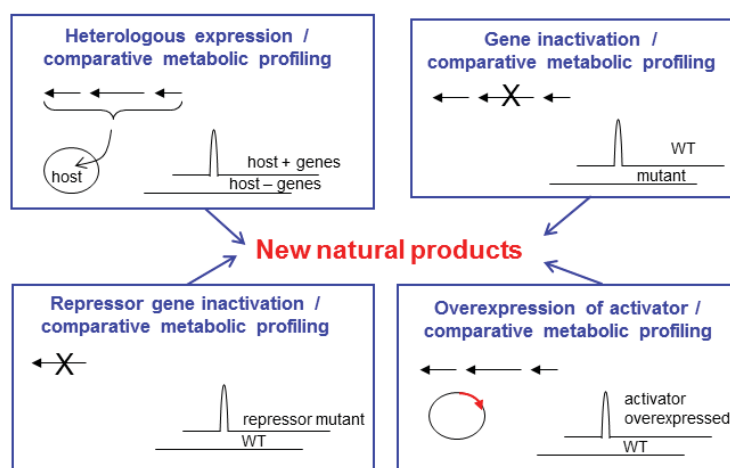 Heterologous expression /
comparative metabolic profiling
host
host + genes
host – genes
Gene inactivation /
comparative metabolic profiling
X
WT
mutant
New natural products
Repressor gene inactivation /
comparative metabolic profiling
X
repressor mutant
WT
Overexpression of activator /
comparative metabolic profiling
activator
overexpressed
WT